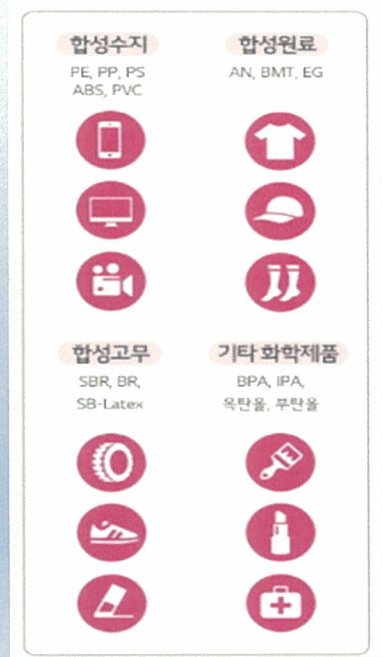 합성수지
PE, PP, PS
ABS, PVC
합성원료
AN, BMT, EG
합성고무
SBR, BR,
SB-Latex
기타 화학제품
BPA, IPA,
옥탄올, 부탄올